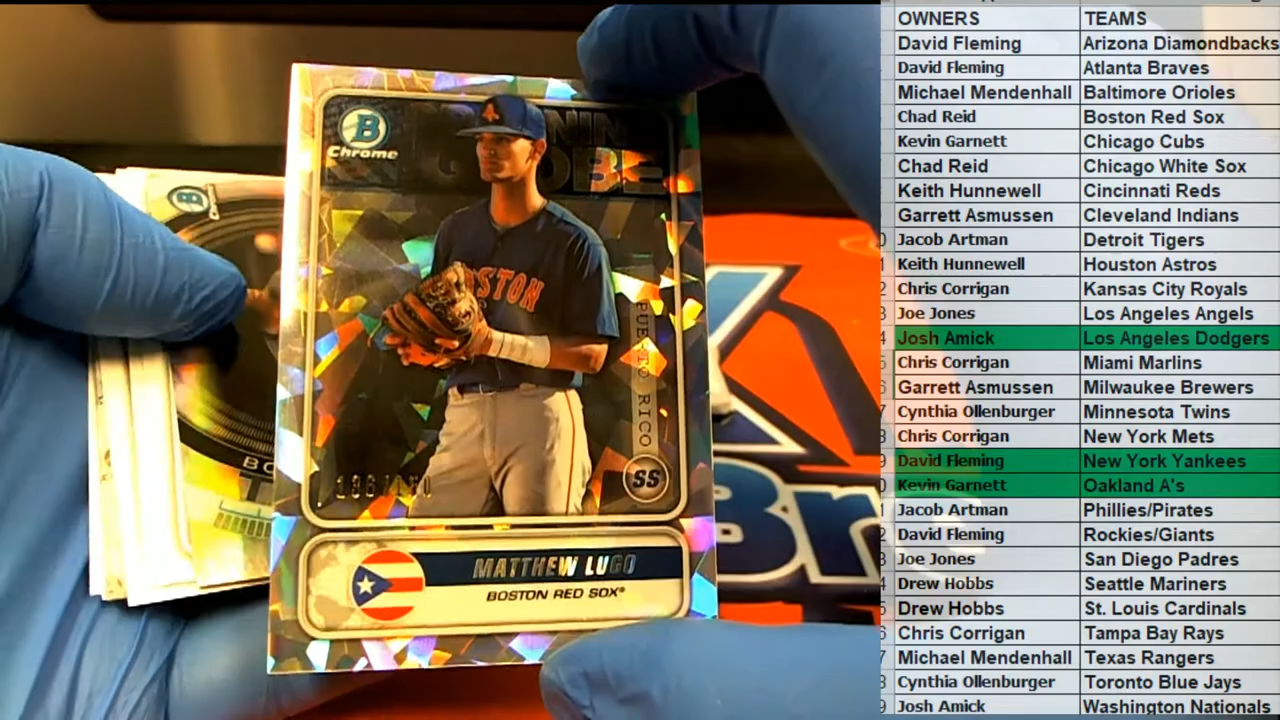 B
Chrome
BOSTON
PUERTO RICO
SS
MATTHEW LUGO
BOSTON RED SOX®
OWNERS TEAMS
David Fleming Arizona Diamondbacks
David Fleming Atlanta Braves
Michael Mendenhall Baltimore Orioles
Chad Reid Boston Red Sox
Kevin Garnett Chicago Cubs
Chad Reid Chicago White Sox
Keith Hunnewell Cincinnati Reds
Garrett Asmussen Cleveland Indians
Jacob Artman Detroit Tigers
Keith Hunnewell Houston Astros
Chris Corrigan Kansas City Royals
Joe Jones Los Angeles Angels
Josh Amick Los Angeles Dodgers
Chris Corrigan Miami Marlins
Garrett Asmussen Milwaukee Brewers
Cynthia Ollenburger Minnesota Twins
Chris Corrigan New York Mets
David Fleming New York Yankees
Kevin Garnett Oakland A's
Jacob Artman Phillies/Pirates
David Fleming Rockies/Giants
Joe Jones San Diego Padres
Drew Hobbs Seattle Mariners
Drew Hobbs St. Louis Cardinals
Chris Corrigan Tampa Bay Rays
Michael Mendenhall Texas Rangers
Cynthia Ollenburger Toronto Blue Jays
Josh Amick Washington Nationals